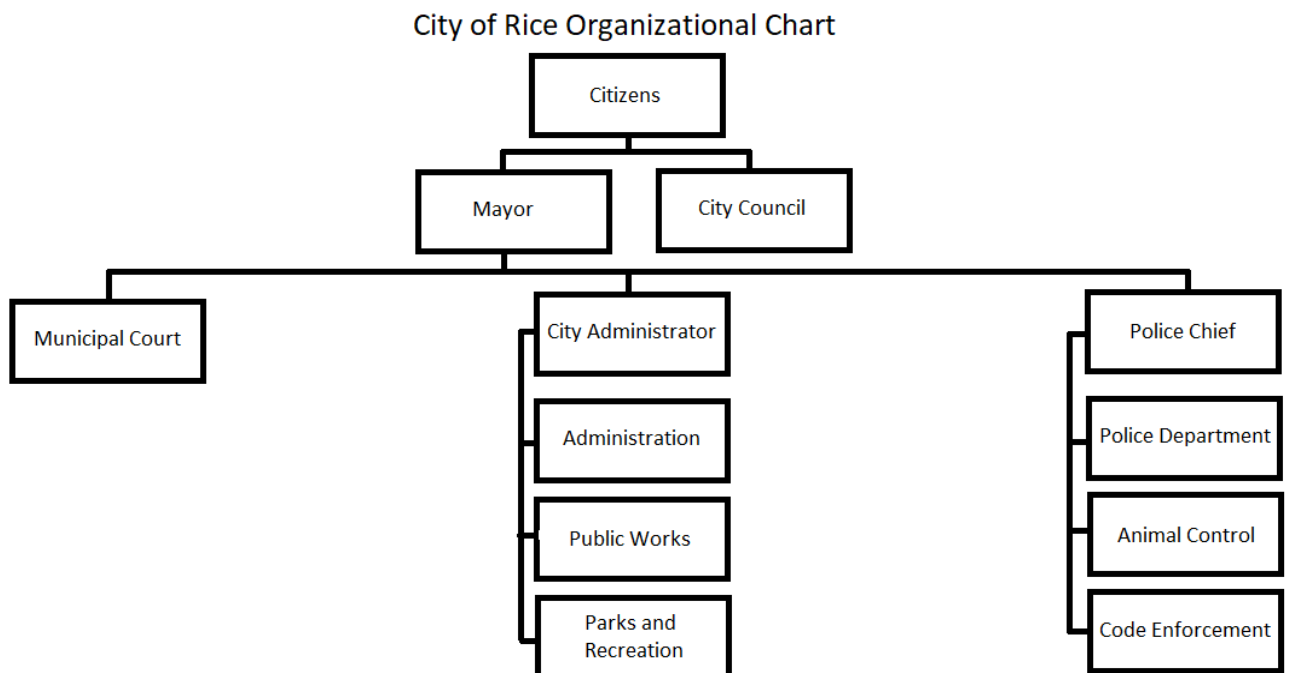 City of Rice Organizational Chart
Citizens
Mayor
City Council
Municipal Court
City Administrator
Police Chief
Administration
Police Department
Public Works
Animal Control
Parks and
Recreation
Code Enforcement